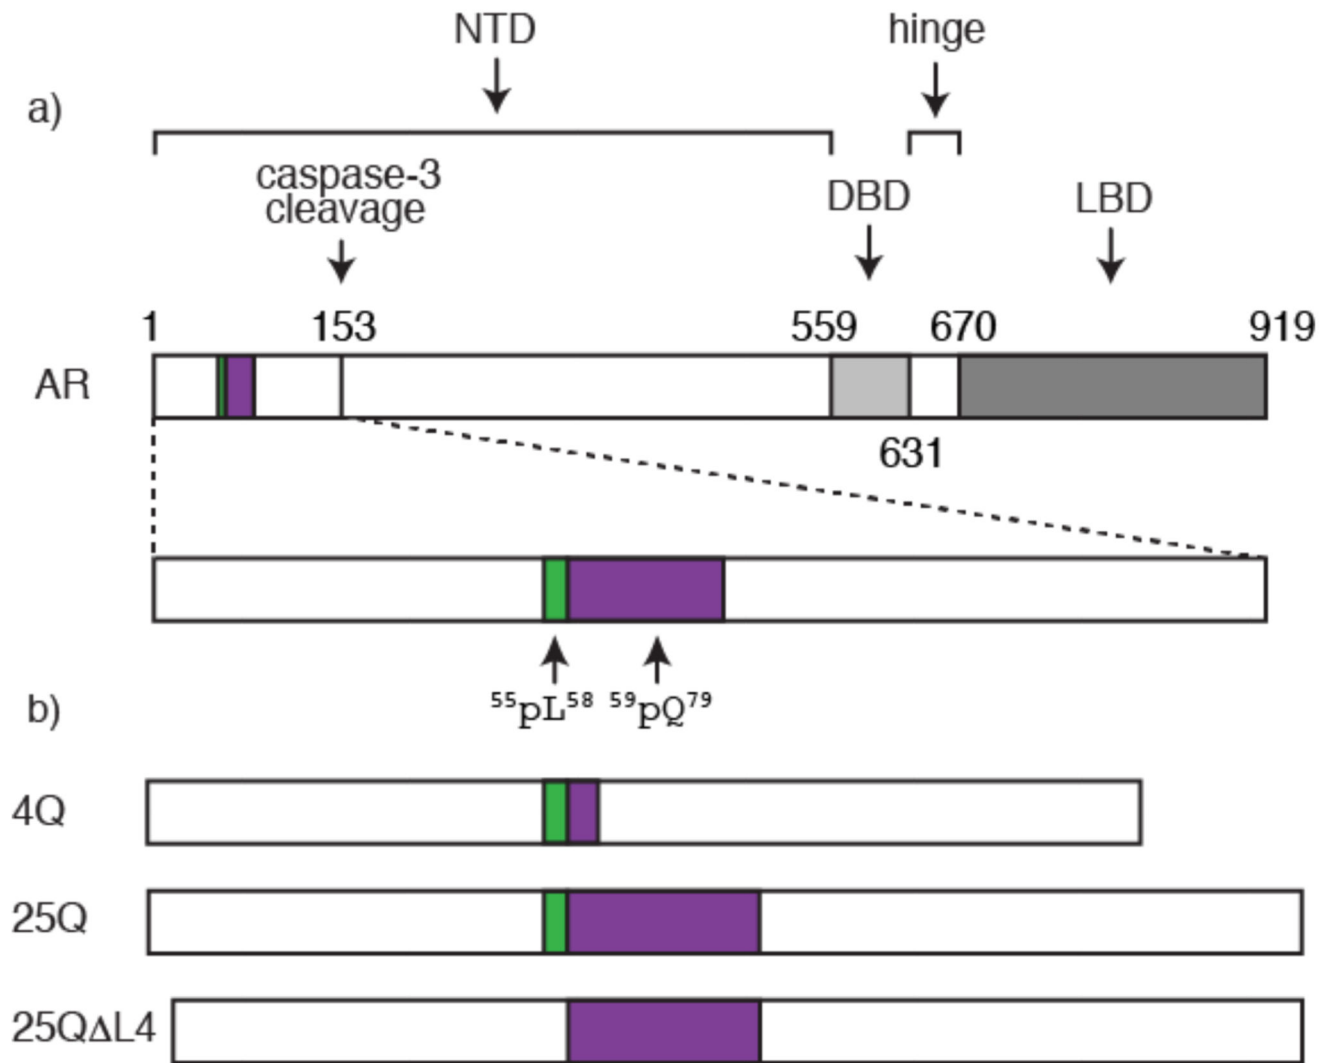 NTD
hinge
a)
caspase-3
cleavage
DBD
LBD
1
153
559
670
919
AR
631
⁵⁵pL⁵⁸
⁵⁹pQ⁷⁹
b)
4Q
25Q
25QΔL4